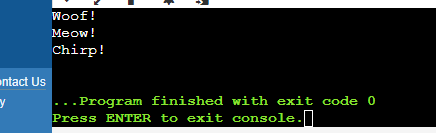 Woof!
Meow!
Chirp!
ontact Us
y
...Program finished with exit code 0
Press ENTER to exit console.